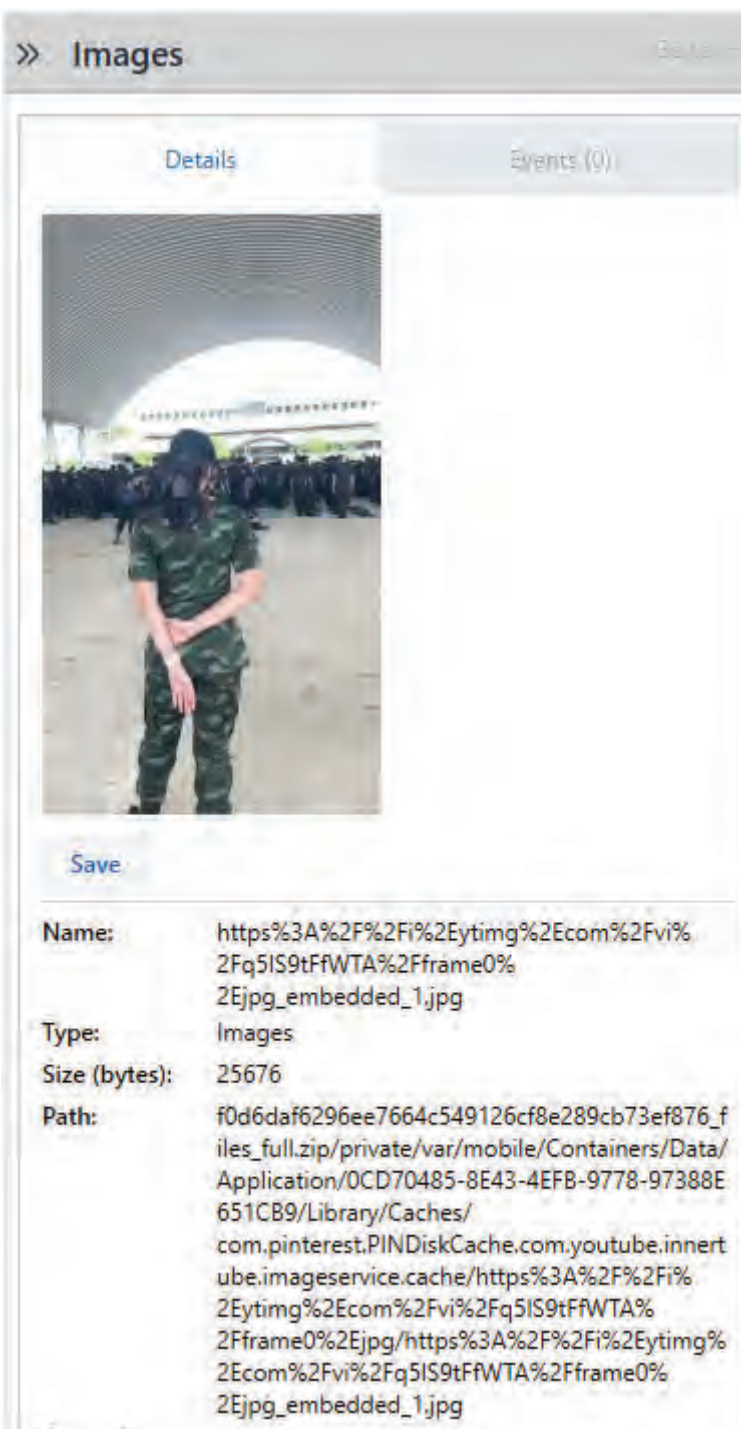 » Images
Details
Events (0)
Save
Name: https%3A%2F%2Fi%2Eytimg%2Ecom%2Fvi%
2Fq5IS9tFfWTA%2Fframe0%
2Ejpg_embedded_1.jpg
Type: Images
Size (bytes): 25676
Path: f0d6daf6296ee7664c549126cf8e289cb73ef876_f
iles_full.zip/private/var/mobile/Containers/Data/
Application/0CD70485-8E43-4EFB-9778-97388E
651CB9/Library/Caches/
com.pinterest.PINDiskCache.com.youtube.innert
ube.imageservice.cache/https%3A%2F%2Fi%
2Eytimg%2Ecom%2Fvi%2Fq5IS9tFfWTA%
2Fframe0%2Ejpg/https%3A%2F%2Fi%2Eytimg%
2Ecom%2Fvi%2Fq5IS9tFfWTA%2Fframe0%
2Ejpg_embedded_1.jpg